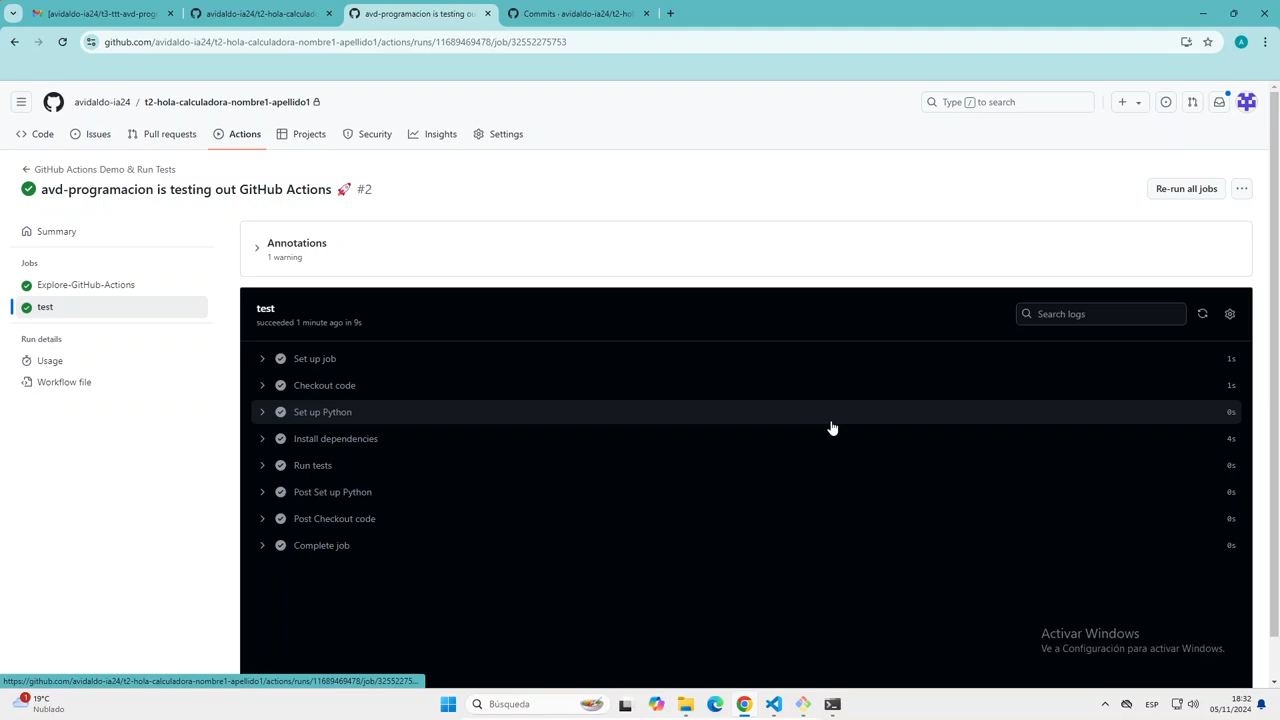 [avidaldo-ia24/t3-ttt-avd-prog
avidaldo-ia24/t2-hola-calculad
avd-programacion is testing ou
Commits · avidaldo-ia24/t2-hol
github.com/avidaldo-ia24/t2-hola-calculadora-nombre1-apellido1/actions/runs/11689469478/job/32552275753
A
avidaldo-ia24 / t2-hola-calculadora-nombre1-apellido1
Type / to search
Code
Issues
Pull requests
Actions
Projects
Security
Insights
Settings
GitHub Actions Demo & Run Tests
avd-programacion is testing out GitHub Actions 🚀 #2
Re-run all jobs
Summary
Jobs
Explore-GitHub-Actions
test
Run details
Usage
Workflow file
Annotations
1 warning
test
succeeded 1 minute ago in 9s
Search logs
Set up job 1s
Checkout code 1s
Set up Python 0s
Install dependencies 4s
Run tests 0s
Post Set up Python 0s
Post Checkout code 0s
Complete job 0s
Activar Windows
Ve a Configuración para activar Windows.
https://github.com/avidaldo-ia24/t2-hola-calculadora-nombre1-apellido1/actions/runs/11689469478/job/32552275...
1
19°C
Nublado
Búsqueda
ESP
18:32
05/11/2024